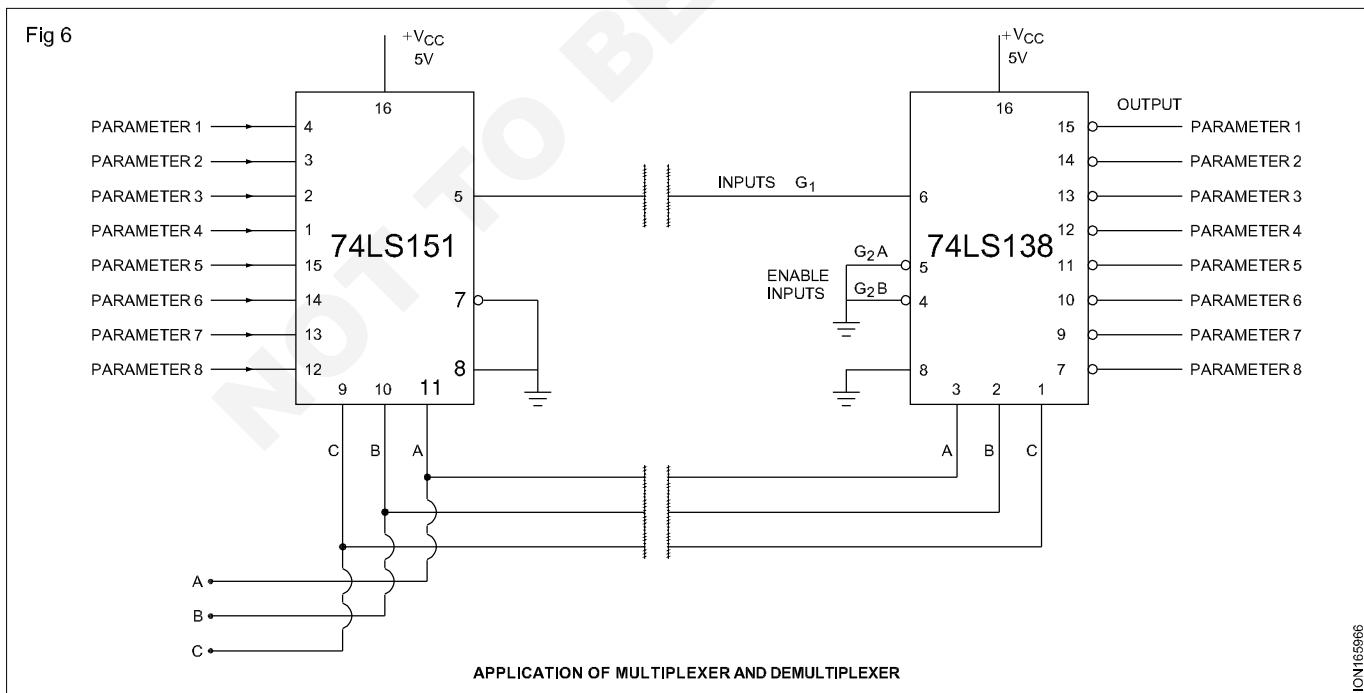 Fig 6
+VCC
5V
+VCC
5V
16
16
OUTPUT
PARAMETER 1
4
15
PARAMETER 1
PARAMETER 2
3
14
PARAMETER 2
PARAMETER 3
2
5
INPUTS G1
6
13
PARAMETER 3
PARAMETER 4
1
12
PARAMETER 4
74LS151
74LS138
PARAMETER 5
15
G2A
5
11
PARAMETER 5
ENABLE
INPUTS
PARAMETER 6
14
7
G2B
4
10
PARAMETER 6
PARAMETER 7
13
9
PARAMETER 7
PARAMETER 8
12
8
8
7
PARAMETER 8
9
10
11
3
2
1
C
B
A
A
B
C
A
B
C
APPLICATION OF MULTIPLEXER AND DEMULTIPLEXER
ION165966
NOT TO BE